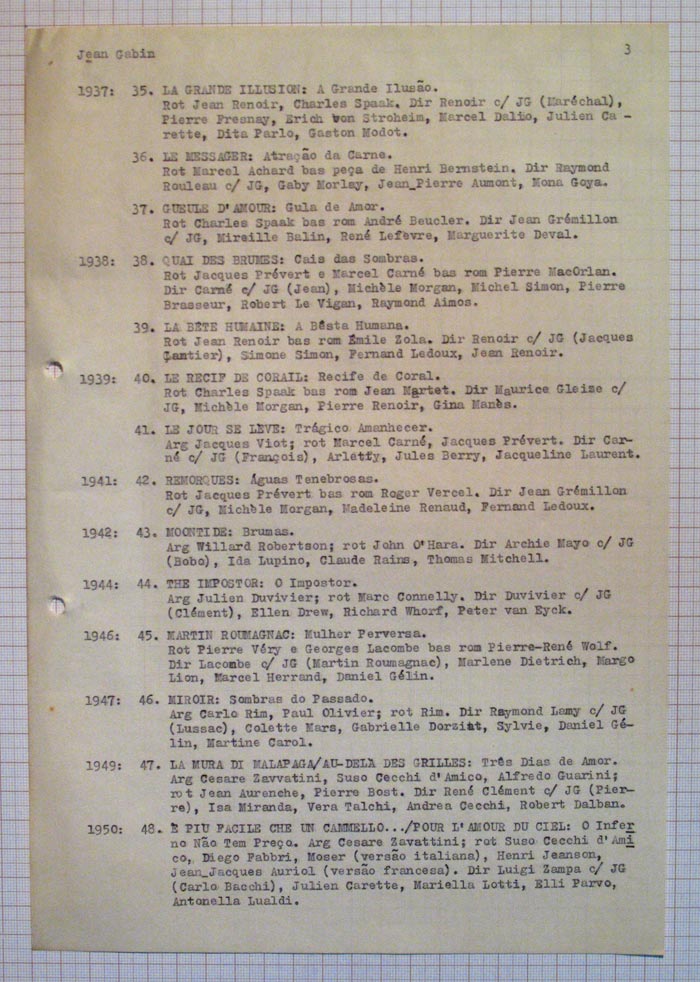 Jean Gabin 3
1937: 35. LA GRANDE ILLUSION: A Grande Ilusão.
Rot Jean Renoir, Charles Spaak. Dir Renoir c/ JG (Maréchal),
Pierre Fresnay, Erich von Stroheim, Marcel Dalio, Julien Ca -
rette, Dita Parlo, Gaston Modot.
36. LE MESSAGER: Atração da Carne.
Rot Marcel Achard bas peça de Henri Bernstein. Dir Raymond
Rouleau c/ JG, Gaby Morlay, Jean_Pierre Aumont, Mona Goya.
37. GUEULE D'AMOUR: Gula de Amor.
Rot Charles Spaak bas rom André Beucler. Dir Jean Grémillon
c/ JG, Mireille Balin, René Lefevre, Marguerite Deval.
1938: 38. QUAI DES BRUMES: Cais das Sombras.
Rot Jacques Prévert e Marcel Carné bas rom Pierre MacOrlan.
Dir Carné c/ JG (Jean), Michèle Morgan, Michel Simon, Pierre
Brasseur, Robert Le Vigan, Raymond Aimos.
39. LA BÊTE HUMAINE: A Bêsta Humana.
Rot Jean Renoir bas rom Émile Zola. Dir Renoir c/ JG (Jacques
Çantier), Simone Simon, Fernand Ledoux, Jean Renoir.
1939: 40. LE RECIF DE CORAIL: Recife de Coral.
Rot Charles Spaak bas rom Jean Martet. Dir Maurice Gleize c/
JG, Michèle Morgan, Pierre Renoir, Gina Manès.
41. LE JOUR SE LÈVE: Trágico Amanhecer.
Arg Jacques Viot; rot Marcel Carné, Jacques Prévert. Dir Car-
né c/ JG (François), Arletty, Jules Berry, Jacqueline Laurent.
1941: 42. REMORQUES: Águas Tenebrosas.
Rot Jacques Prévert bas rom Roger Vercel. Dir Jean Grémillon
c/ JG, Michèle Morgan, Madeleine Renaud, Fernand Ledoux.
1942: 43. MOONTIDE: Brumas.
Arg Willard Robertson; rot John O'Hara. Dir Archie Mayo c/ JG
(Bobo), Ida Lupino, Claude Rains, Thomas Mitchell.
1944: 44. THE IMPOSTOR: O Impostor.
Arg Julien Duvivier; rot Marc Connelly. Dir Duvivier c/ JG
(Clément), Ellen Drew, Richard Whorf, Peter van Eyck.
1946: 45. MARTIN ROUMAGNAC: Mulher Perversa.
Rot Pierre Véry e Georges Lacombe bas rom Pierre-René Wolf.
Dir Lacombe c/ JG (Martin Roumagnac), Marlene Dietrich, Margo
Lion, Marcel Herrand, Daniel Gélin.
1947: 46. MIROIR: Sombras do Passado.
Arg Carlo Rim, Paul Olivier; rot Rim. Dir Raymond Lamy c/ JG
(Lussac), Colette Mars, Gabrielle Dorziat, Sylvie, Daniel Gé-
lin, Martine Carol.
1949: 47. LA MURA DI MALAPAGA/AU-DELÀ DES GRILLES: Três Dias de Amor.
Arg Cesare Zavvatini, Suso Cecchi d'Amico, Alfredo Guarini;
rot Jean Aurenche, Pierre Bost. Dir René Clément c/ JG (Pier-
re), Isa Miranda, Vera Talchi, Andrea Cecchi, Robert Dalban.
1950: 48. È PIU FACILE CHE UN CAMMELLO.../POUR L'AMOUR DU CIEL: O Infer
no Não Tem Preço. Arg Cesare Zavattini; rot Suso Cecchi d'Ami
co, Diego Fabbri, Moser (versão italiana), Henri Jeanson,
Jean_Jacques Auriol (versão francesa). Dir Luigi Zampa c/ JG
(Carlo Bacchi), Julien Carette, Mariella Lotti, Elli Parvo,
Antonella Lualdi.